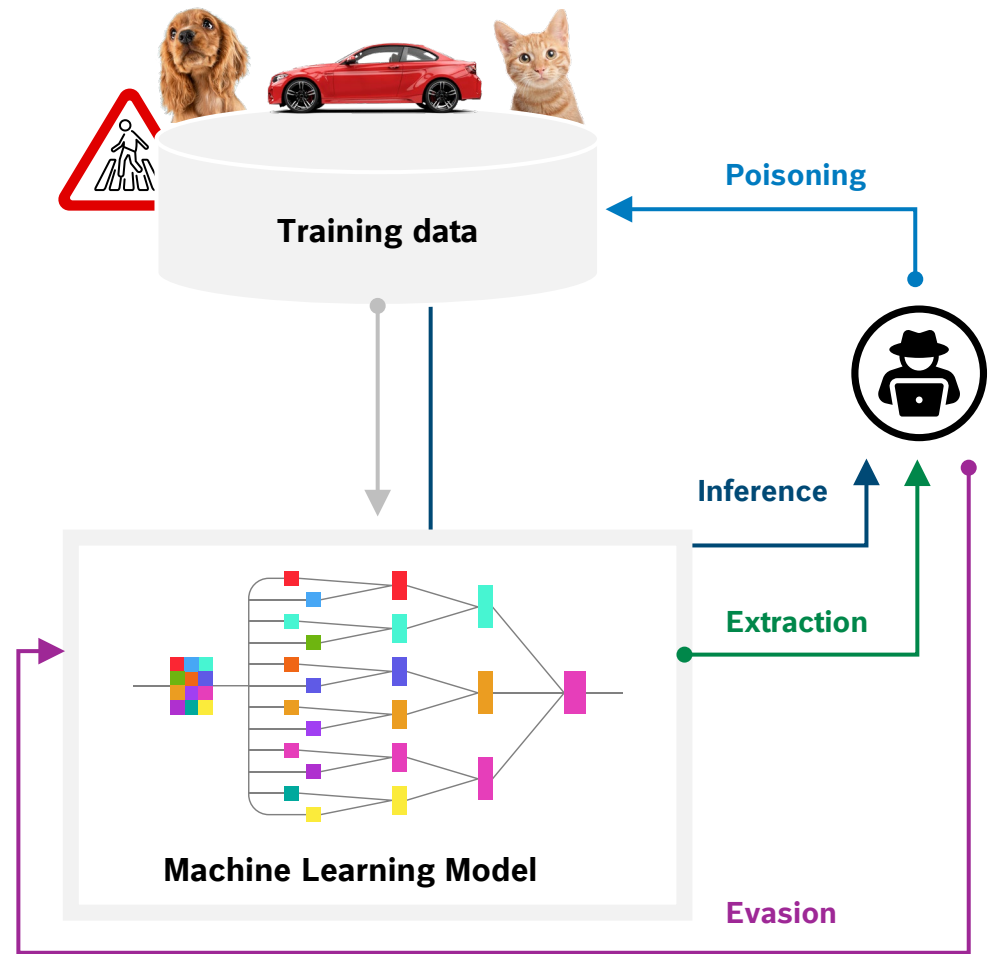 Poisoning
Training data
Inference
Extraction
Machine Learning Model
Evasion